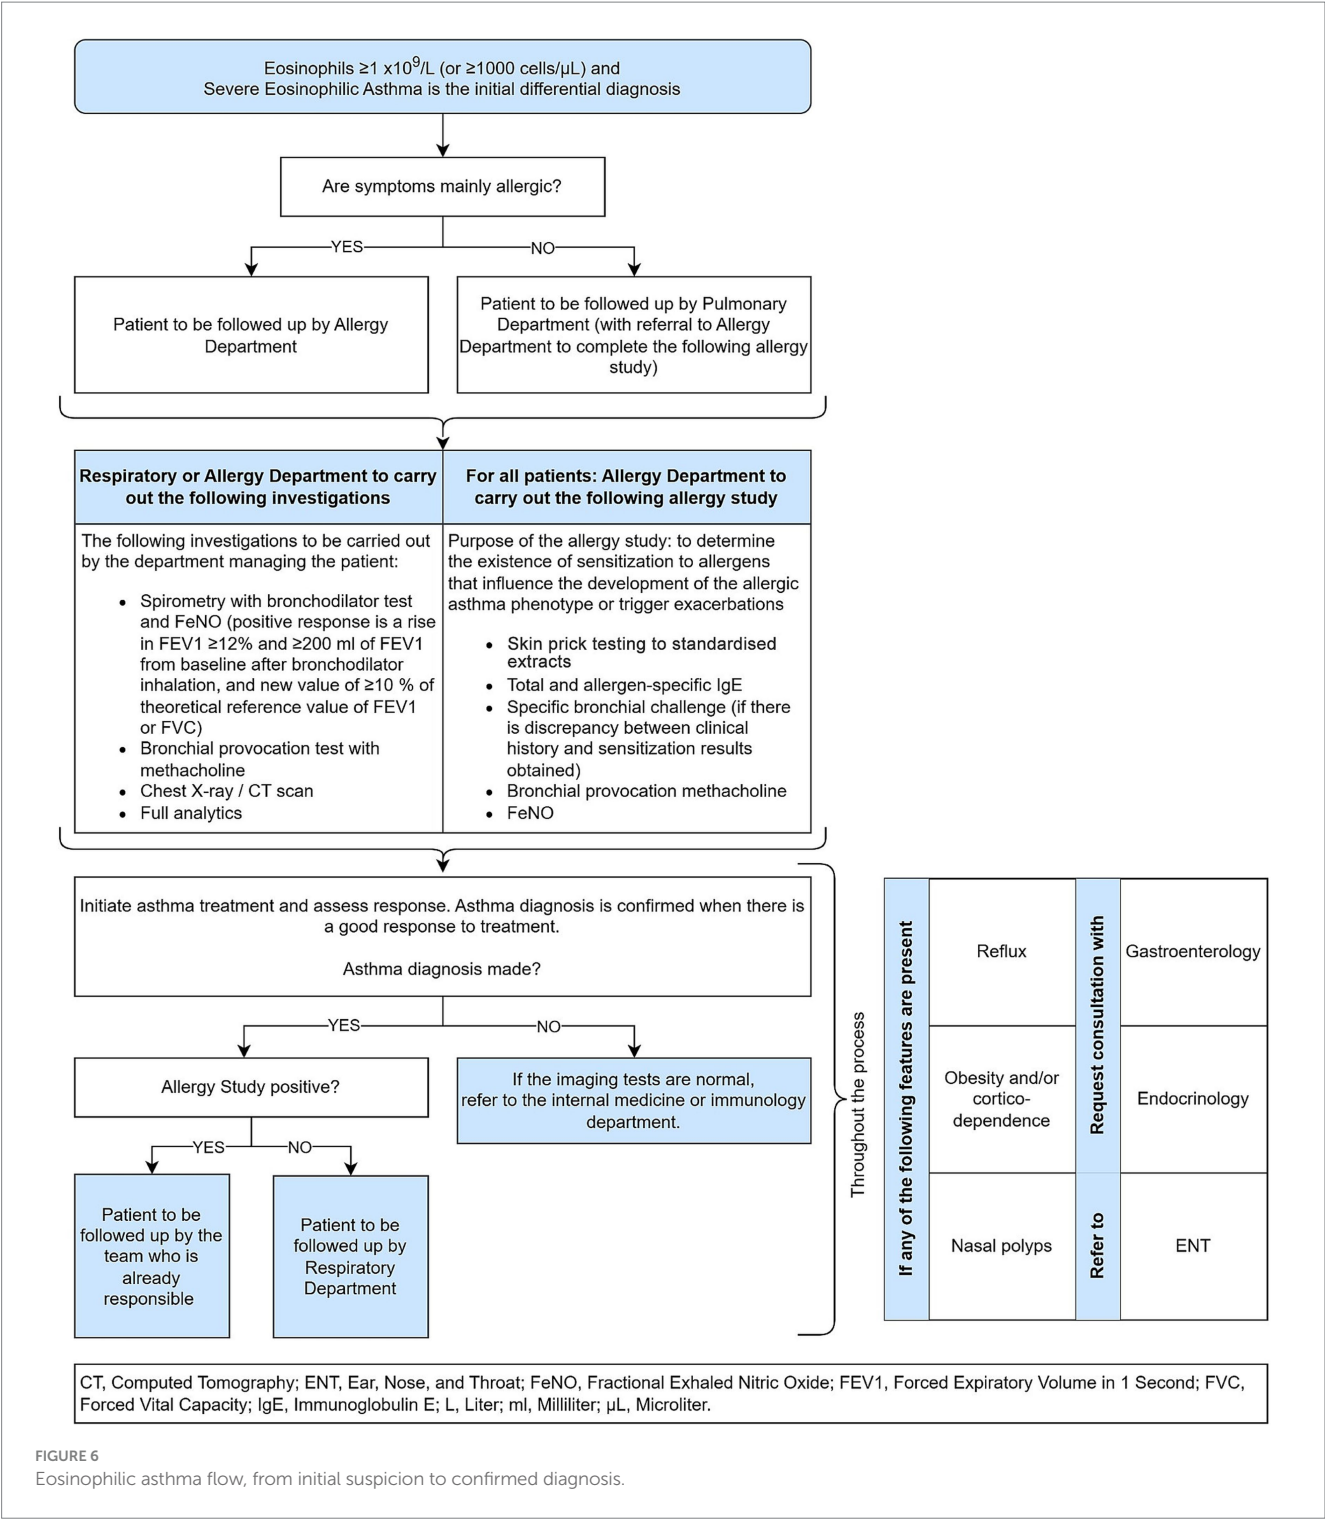 Eosinophils ≥1 x10⁹/L (or ≥1000 cells/µL) and
Severe Eosinophilic Asthma is the initial differential diagnosis
Are symptoms mainly allergic?
YES
NO
Patient to be followed up by Allergy
Department
Patient to be followed up by Pulmonary
Department (with referral to Allergy
Department to complete the following allergy
study)
Respiratory or Allergy Department to carry
out the following investigations
The following investigations to be carried out
by the department managing the patient:
• Spirometry with bronchodilator test
and FeNO (positive response is a rise
in FEV1 ≥12% and ≥200 ml of FEV1
from baseline after bronchodilator
inhalation, and new value of ≥10 % of
theoretical reference value of FEV1
or FVC)
• Bronchial provocation test with
methacholine
• Chest X-ray / CT scan
• Full analytics
For all patients: Allergy Department to
carry out the following allergy study
Purpose of the allergy study: to determine
the existence of sensitization to allergens
that influence the development of the allergic
asthma phenotype or trigger exacerbations
• Skin prick testing to standardised
extracts
• Total and allergen-specific IgE
• Specific bronchial challenge (if there
is discrepancy between clinical
history and sensitization results
obtained)
• Bronchial provocation methacholine
• FeNO
Initiate asthma treatment and assess response. Asthma diagnosis is confirmed when there is
a good response to treatment.
Asthma diagnosis made?
YES
NO
Allergy Study positive?
If the imaging tests are normal,
refer to the internal medicine or immunology
department.
YES
NO
Patient to be
followed up by the
team who is
already
responsible
Patient to be
followed up by
Respiratory
Department
Throughout the process
If any of the following features are present
Reflux
Obesity and/or
cortico-
dependence
Nasal polyps
Request consultation with
Refer to
Gastroenterology
Endocrinology
ENT
CT, Computed Tomography; ENT, Ear, Nose, and Throat; FeNO, Fractional Exhaled Nitric Oxide; FEV1, Forced Expiratory Volume in 1 Second; FVC,
Forced Vital Capacity; IgE, Immunoglobulin E; L, Liter; ml, Milliliter; µL, Microliter.
FIGURE 6
Eosinophilic asthma flow, from initial suspicion to confirmed diagnosis.